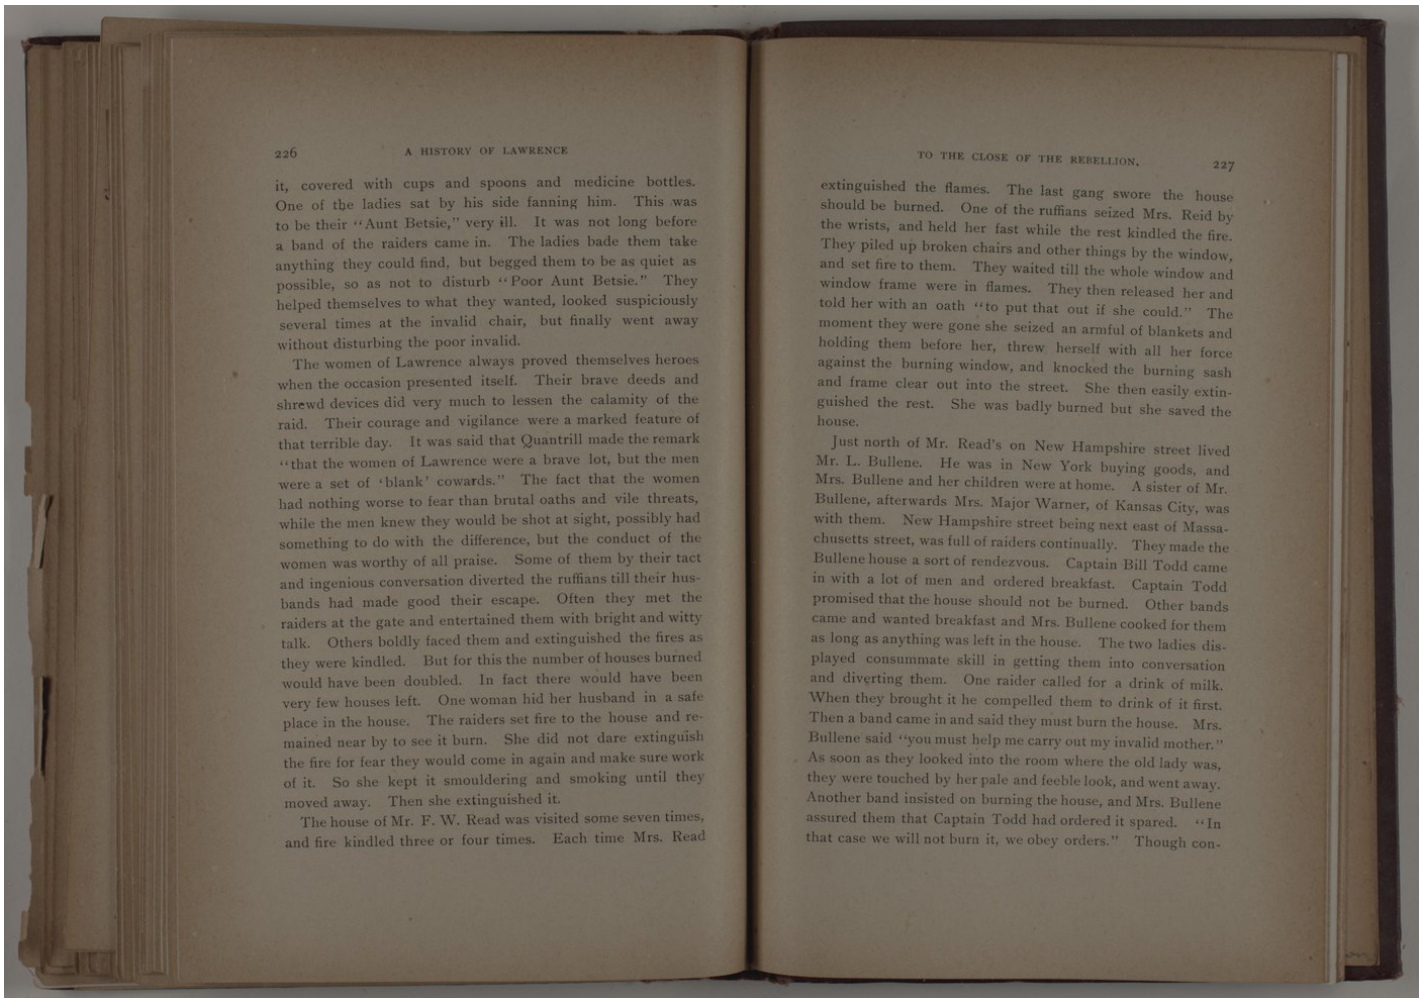 226 A HISTORY OF LAWRENCE
it, covered with cups and spoons and medicine bottles.
One of the ladies sat by his side fanning him. This was
to be their "Aunt Betsie," very ill. It was not long before
a band of the raiders came in. The ladies bade them take
anything they could find, but begged them to be as quiet as
possible, so as not to disturb "Poor Aunt Betsie." They
helped themselves to what they wanted, looked suspiciously
several times at the invalid chair, but finally went away
without disturbing the poor invalid.
The women of Lawrence always proved themselves heroes
when the occasion presented itself. Their brave deeds and
shrewd devices did very much to lessen the calamity of the
raid. Their courage and vigilance were a marked feature of
that terrible day. It was said that Quantrill made the remark
"that the women of Lawrence were a brave lot, but the men
were a set of 'blank' cowards." The fact that the women
had nothing worse to fear than brutal oaths and vile threats,
while the men knew they would be shot at sight, possibly had
something to do with the difference, but the conduct of the
women was worthy of all praise. Some of them by their tact
and ingenious conversation diverted the ruffians till their hus-
bands had made good their escape. Often they met the
raiders at the gate and entertained them with bright and witty
talk. Others boldly faced them and extinguished the fires as
they were kindled. But for this the number of houses burned
would have been doubled. In fact there would have been
very few houses left. One woman hid her husband in a safe
place in the house. The raiders set fire to the house and re-
mained near by to see it burn. She did not dare extinguish
the fire for fear they would come in again and make sure work
of it. So she kept it smouldering and smoking until they
moved away. Then she extinguished it.
The house of Mr. F. W. Read was visited some seven times,
and fire kindled three or four times. Each time Mrs. Read
TO THE CLOSE OF THE REBELLION. 227
extinguished the flames. The last gang swore the house
should be burned. One of the ruffians seized Mrs. Reid by
the wrists, and held her fast while the rest kindled the fire.
They piled up broken chairs and other things by the window,
and set fire to them. They waited till the whole window and
window frame were in flames. They then released her and
told her with an oath "to put that out if she could." The
moment they were gone she seized an armful of blankets and
holding them before her, threw herself with all her force
against the burning window, and knocked the burning sash
and frame clear out into the street. She then easily extin-
guished the rest. She was badly burned but she saved the
house.
Just north of Mr. Read's on New Hampshire street lived
Mr. L. Bullene. He was in New York buying goods, and
Mrs. Bullene and her children were at home. A sister of Mr.
Bullene, afterwards Mrs. Major Warner, of Kansas City, was
with them. New Hampshire street being next east of Massa-
chusetts street, was full of raiders continually. They made the
Bullene house a sort of rendezvous. Captain Bill Todd came
in with a lot of men and ordered breakfast. Captain Todd
promised that the house should not be burned. Other bands
came and wanted breakfast and Mrs. Bullene cooked for them
as long as anything was left in the house. The two ladies dis-
played consummate skill in getting them into conversation
and diverting them. One raider called for a drink of milk.
When they brought it he compelled them to drink of it first.
Then a band came in and said they must burn the house. Mrs.
Bullene said "you must help me carry out my invalid mother."
As soon as they looked into the room where the old lady was,
they were touched by her pale and feeble look, and went away.
Another band insisted on burning the house, and Mrs. Bullene
assured them that Captain Todd had ordered it spared. "In
that case we will not burn it, we obey orders." Though con-